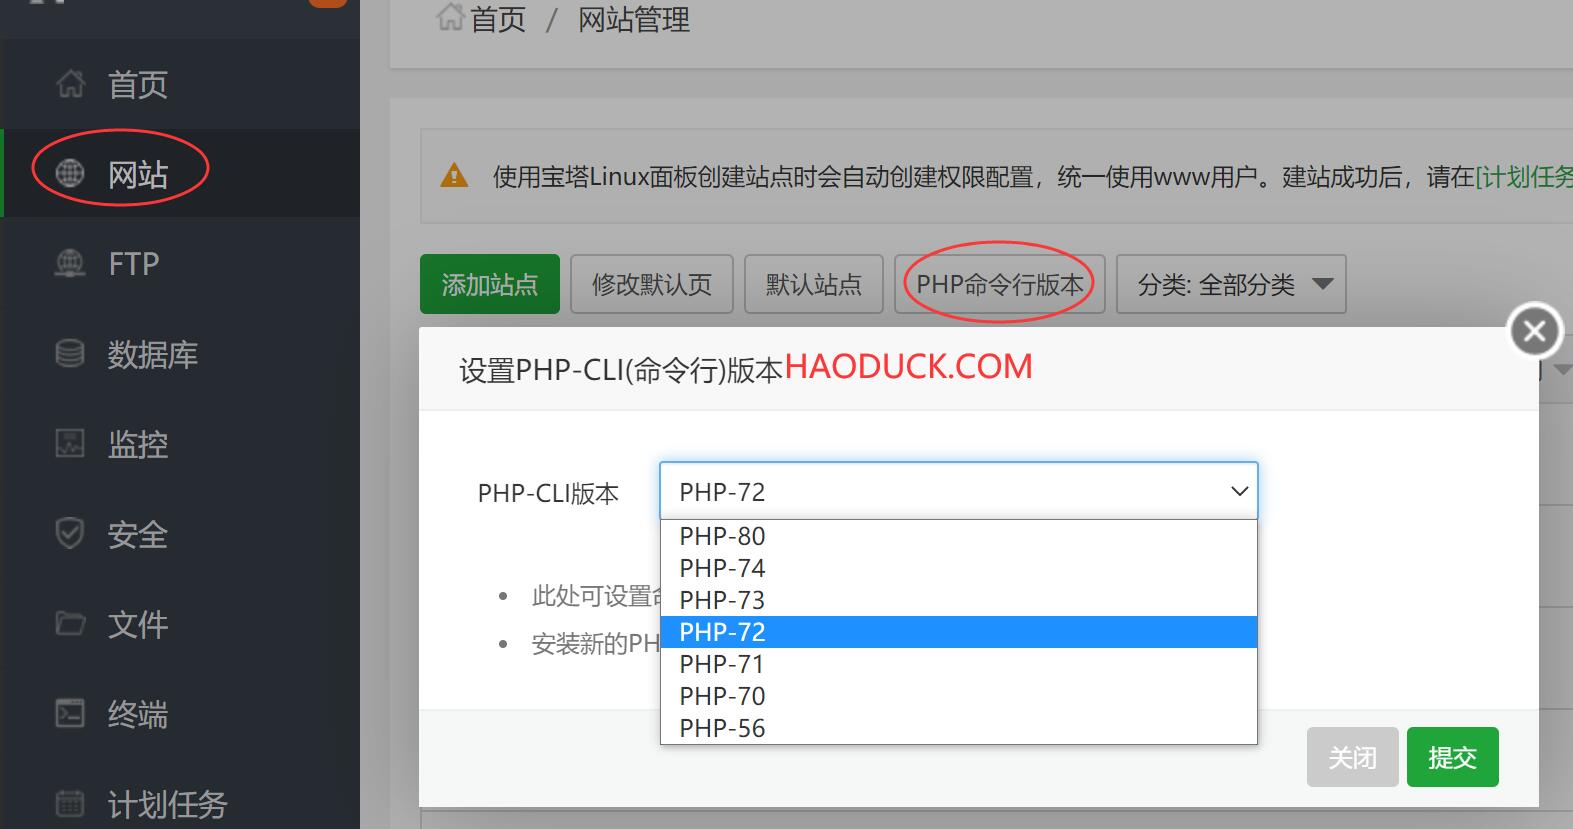 首页 / 网站管理
首页
网站
FTP
数据库
监控
安全
文件
终端
计划任务
使用宝塔Linux面板创建站点时会自动创建权限配置，统一使用www用户。建站成功后，请在[计划任务
添加站点
修改默认页
默认站点
PHP命令行版本
分类: 全部分类
设置PHP-CLI(命令行)版本HAODUCK.COM
PHP-CLI版本
PHP-72
PHP-80
PHP-74
PHP-73
PHP-72
PHP-71
PHP-70
PHP-56
此处可设置命
安装新的PH
关闭
提交